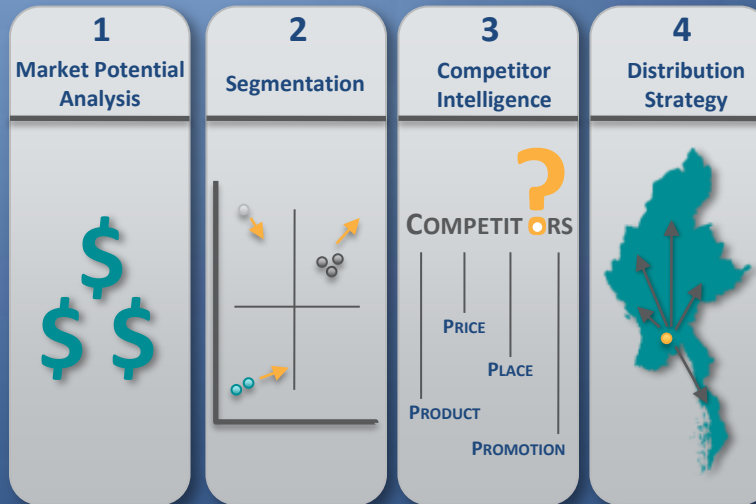 1
Market Potential
Analysis
$
$ $
2
Segmentation
3
Competitor
Intelligence
?
COMPETITORS
PRICE
PLACE
PRODUCT
PROMOTION
4
Distribution
Strategy